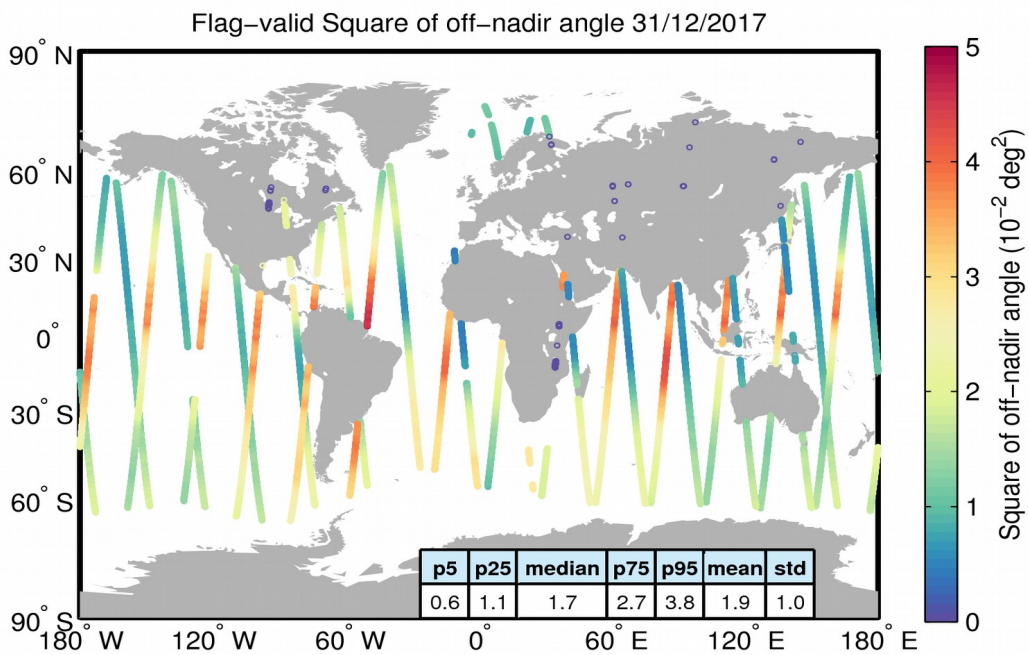 Flag−valid Square of off−nadir angle 31/12/2017
90° N
60° N
30° N
0°
30° S
60° S
90° S
180° W
120° W
60° W
0°
60° E
120° E
180° E
p5 p25 median p75 p95 mean std
0.6 1.1 1.7 2.7 3.8 1.9 1.0
5
4
3
2
1
0
Square of off−nadir angle (10⁻² deg²)